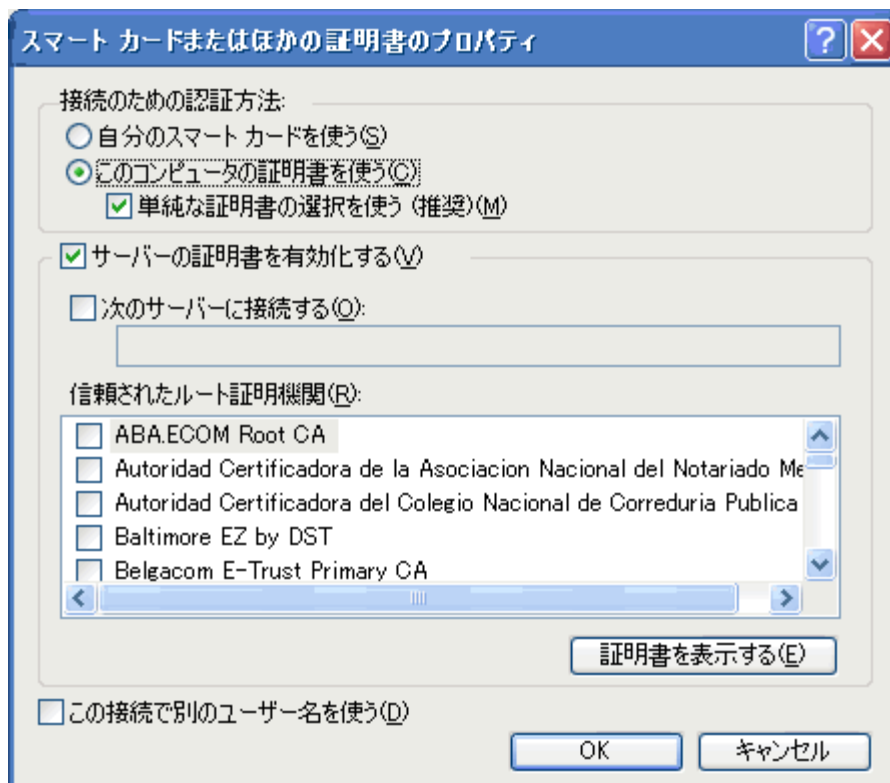 スマート カードまたはほかの証明書のプロパティ
接続のための認証方法:
自分のスマート カードを使う(S)
このコンピュータの証明書を使う(C)
単純な証明書の選択を使う (推奨)(M)
サーバーの証明書を有効化する(V)
次のサーバーに接続する(O):
信頼されたルート証明機関(R):
ABA.ECOM Root CA
Autoridad Certificadora de la Asociacion Nacional del Notariado Me
Autoridad Certificadora del Colegio Nacional de Correduria Publica
Baltimore EZ by DST
Belgacom E-Trust Primary CA
証明書を表示する(E)
この接続で別のユーザー名を使う(D)
OK
キャンセル